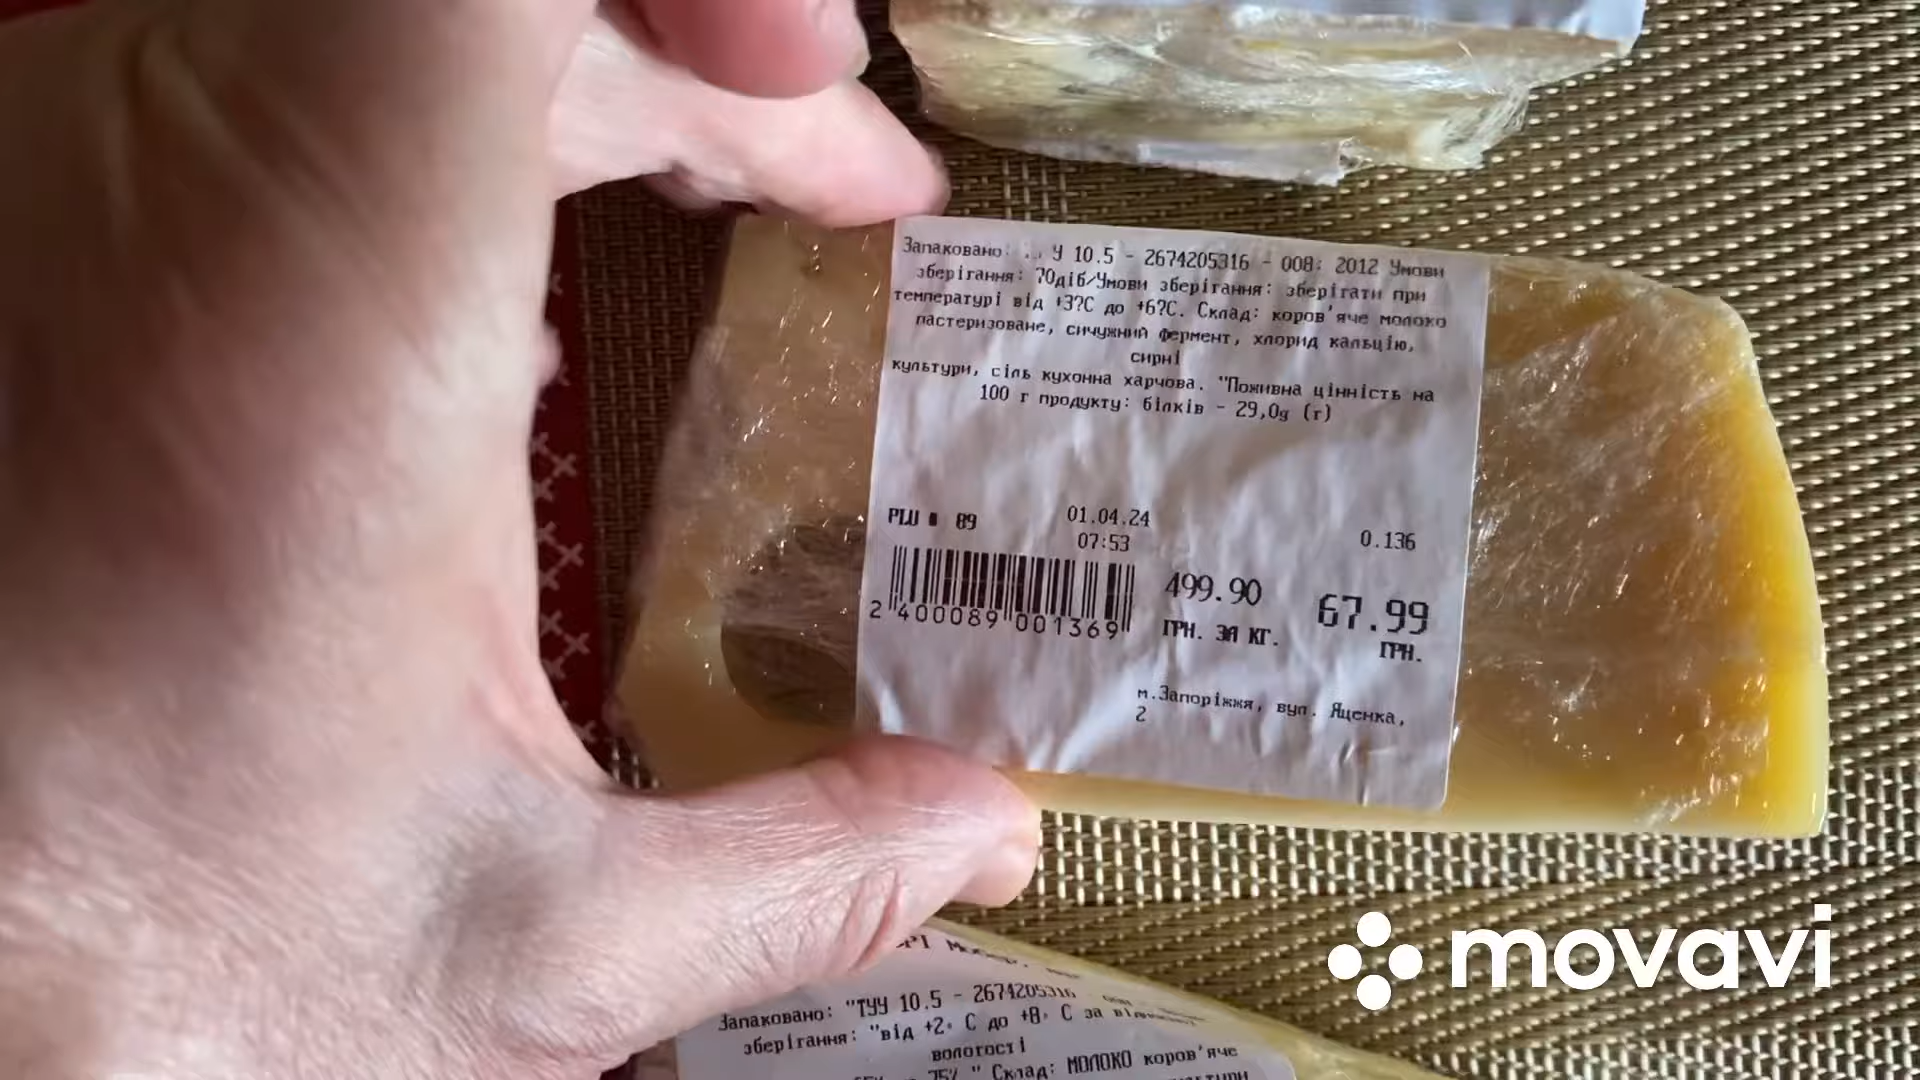 Запаковано: У 10.5 - 2674205316 - 008: 2012 Умови
зберігання: 70діб/Умови зберігання: зберігати при
температурі від +3?С до +6?С. Склад: коров'яче молоко
пастеризоване, сичужний фермент, хлорид кальцію,
сирні
культури, сіль кухонна харчова. "Поживна цінність на
100 г продукту: білків - 29,0g (г)
PLU № 89
01.04.24
07:53
0.136
2 400089 001369
499.90
ГРН. ЗА КГ.
67.99
ГРН.
м.Запоріжжя, вул. Яценка,
2
Запаковано: "ТУУ 10.5 - 2674205316
зберігання: "від +2° С до +8° С за
вологості
75% " Склад: МОЛОКО коров'яче
movavi